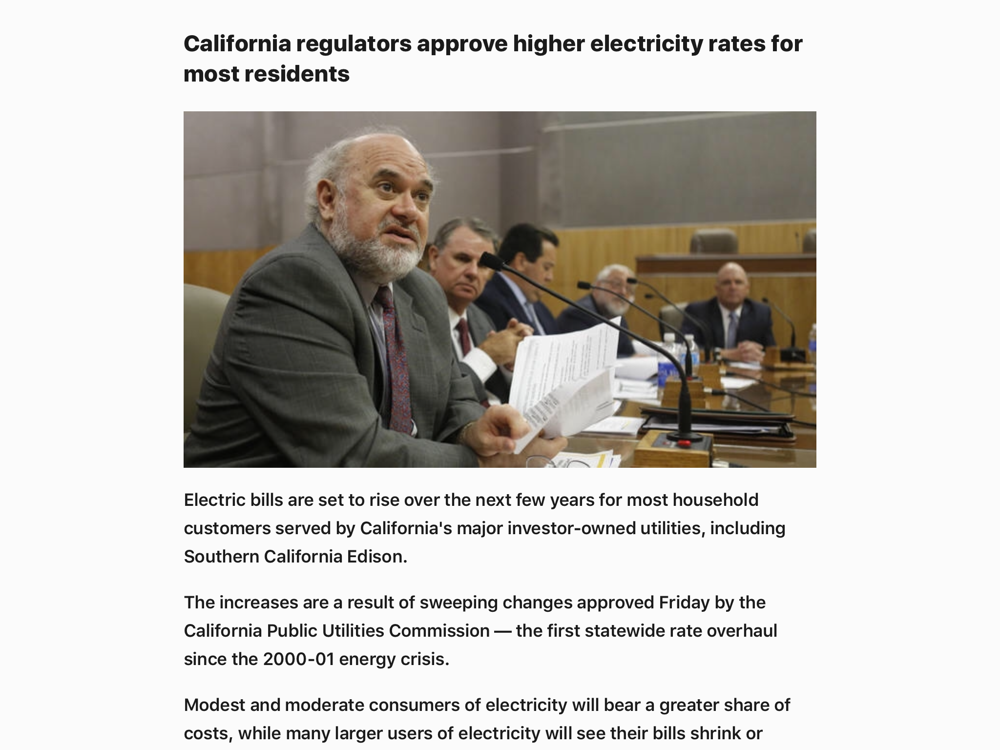 California regulators approve higher electricity rates for
most residents
Electric bills are set to rise over the next few years for most household
customers served by California's major investor-owned utilities, including
Southern California Edison.
The increases are a result of sweeping changes approved Friday by the
California Public Utilities Commission — the first statewide rate overhaul
since the 2000-01 energy crisis.
Modest and moderate consumers of electricity will bear a greater share of
costs, while many larger users of electricity will see their bills shrink or